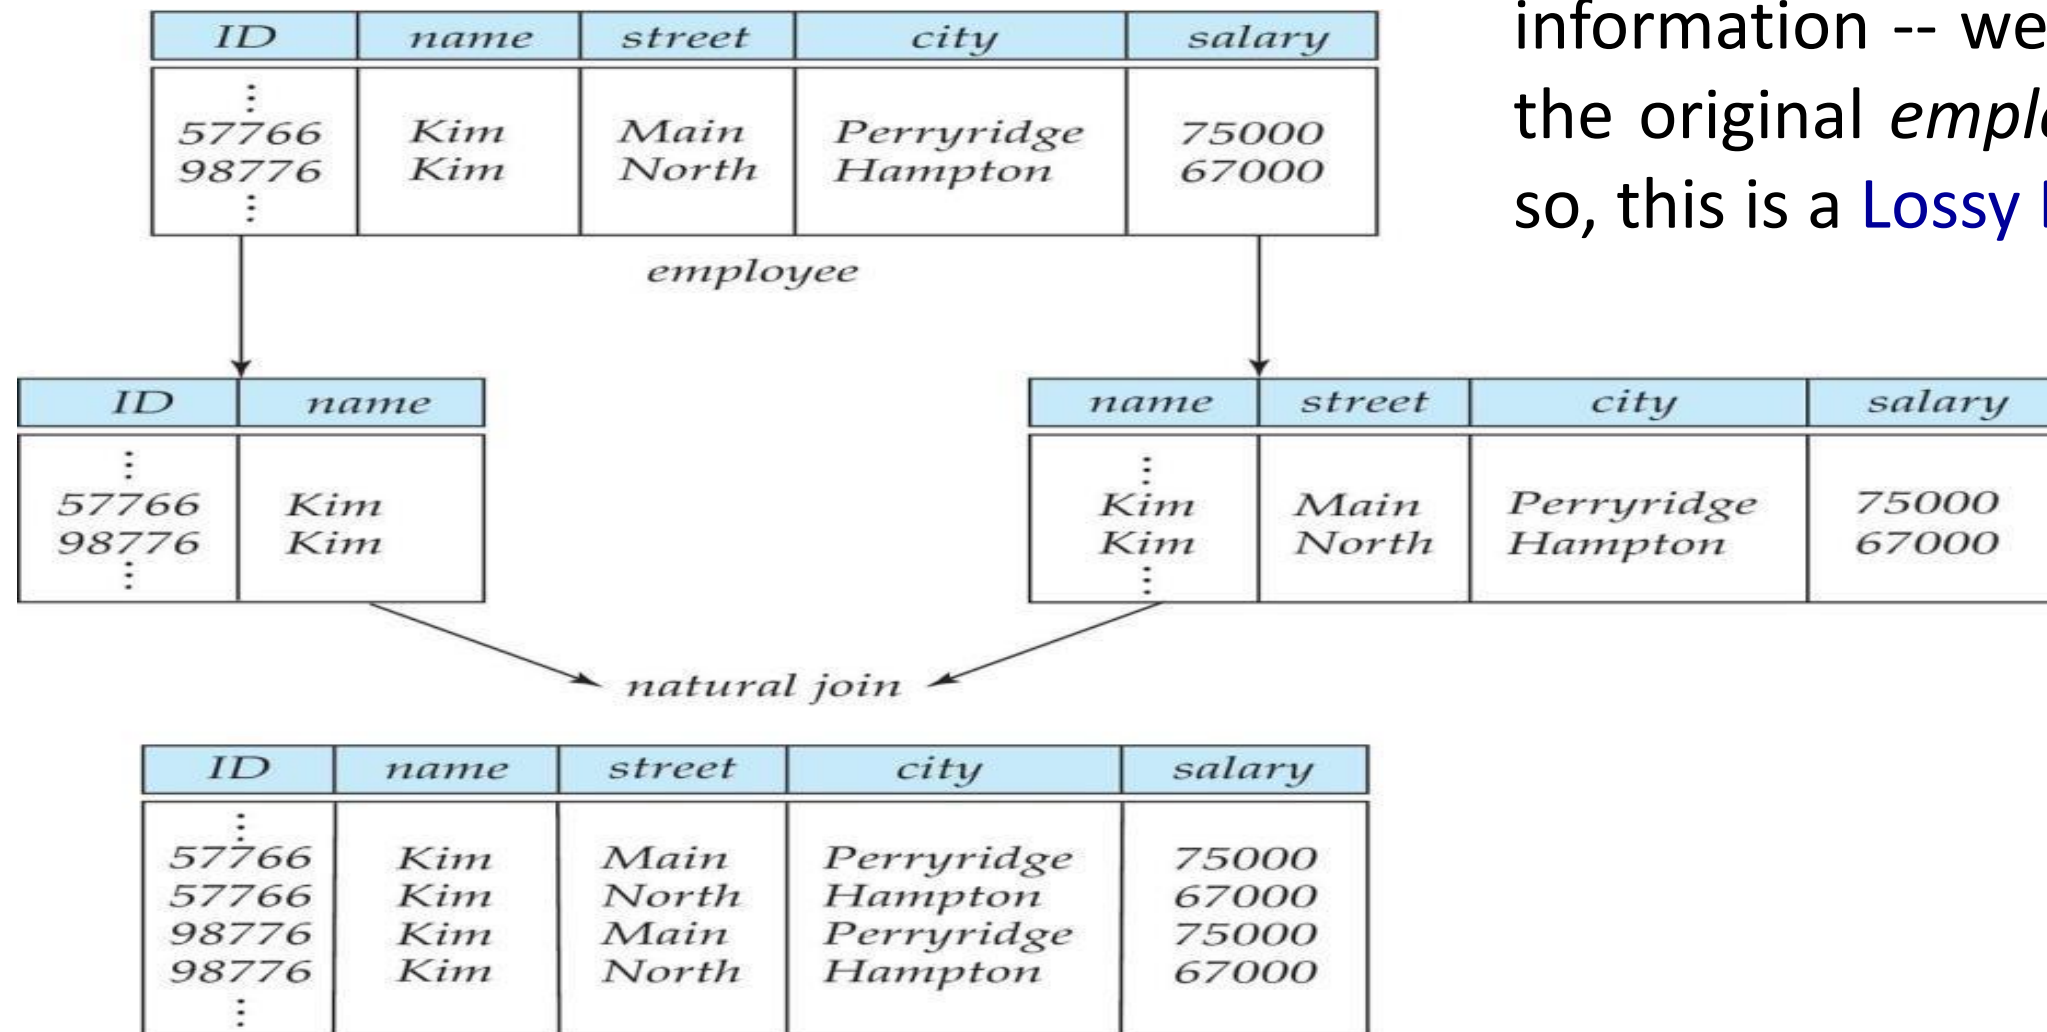 ID name street city salary
⋮
57766 Kim Main Perryridge 75000
98776 Kim North Hampton 67000
⋮
employee
information -- we
the original
so, this is a Lossy
ID name
⋮
57766 Kim
98776 Kim
⋮
name street city salary
⋮
Kim Main Perryridge 75000
Kim North Hampton 67000
⋮
natural join
ID name street city salary
⋮
57766 Kim Main Perryridge 75000
57766 Kim North Hampton 67000
98776 Kim Main Perryridge 75000
98776 Kim North Hampton 67000
⋮